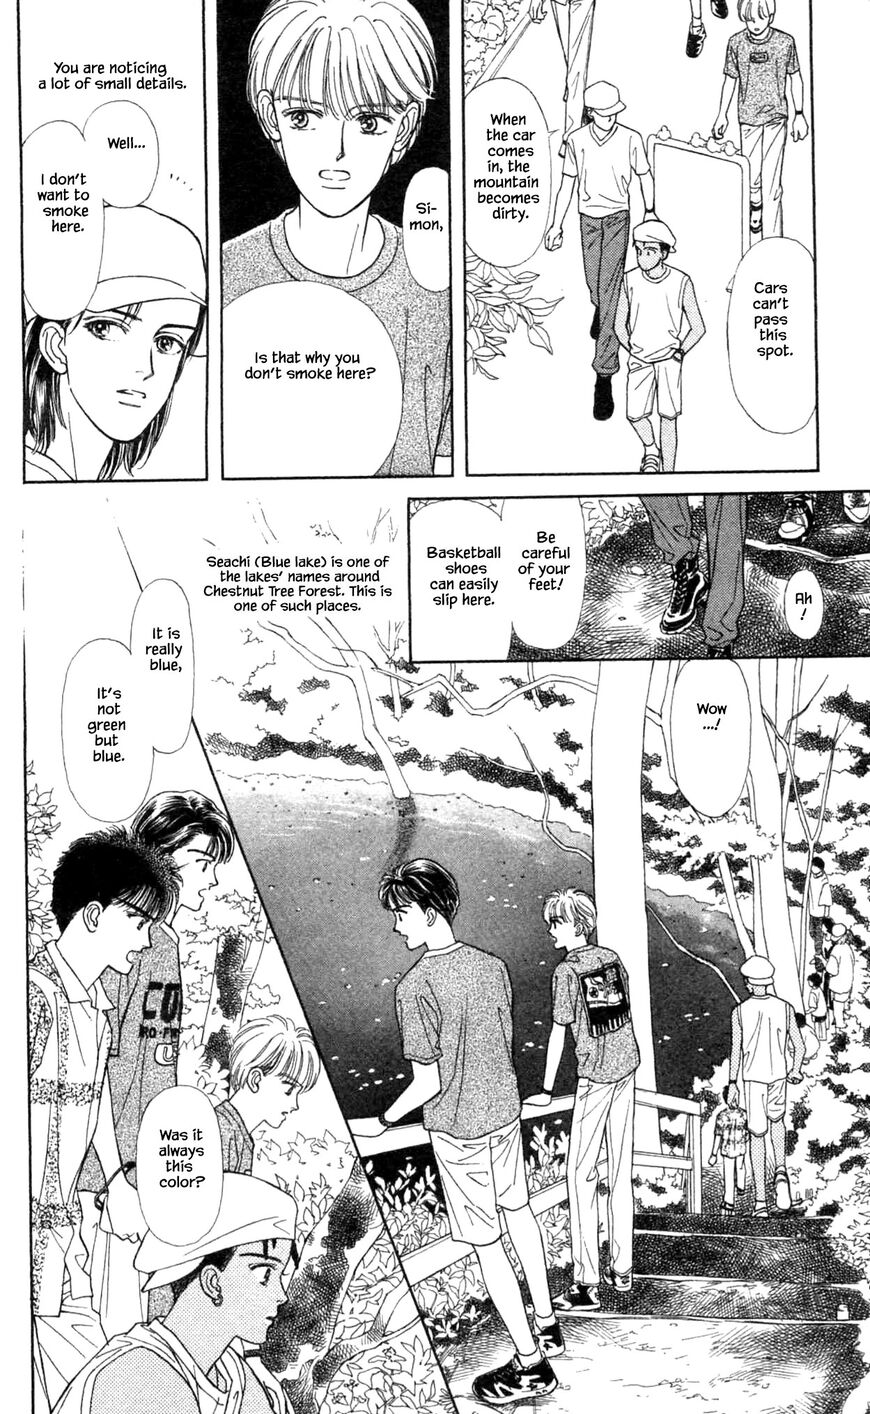 Cars
can't
pass
this
spot.
When
the car
comes
in, the
mountain
becomes
dirty.
Si-
mon,
Is that why you
don't smoke here?
You are noticing
a lot of small details.
Well...
I don't
want to
smoke
here.
Ah
!
Be
careful
of your
feet!
Basketball
shoes
can easily
slip here.
Wow
...!
Seachi (Blue lake) is one of
the lakes' names around
Chestnut Tree Forest. This is
one of such places.
It is
really
blue,
It's
not
green
but
blue.
Was it
always
this
color?